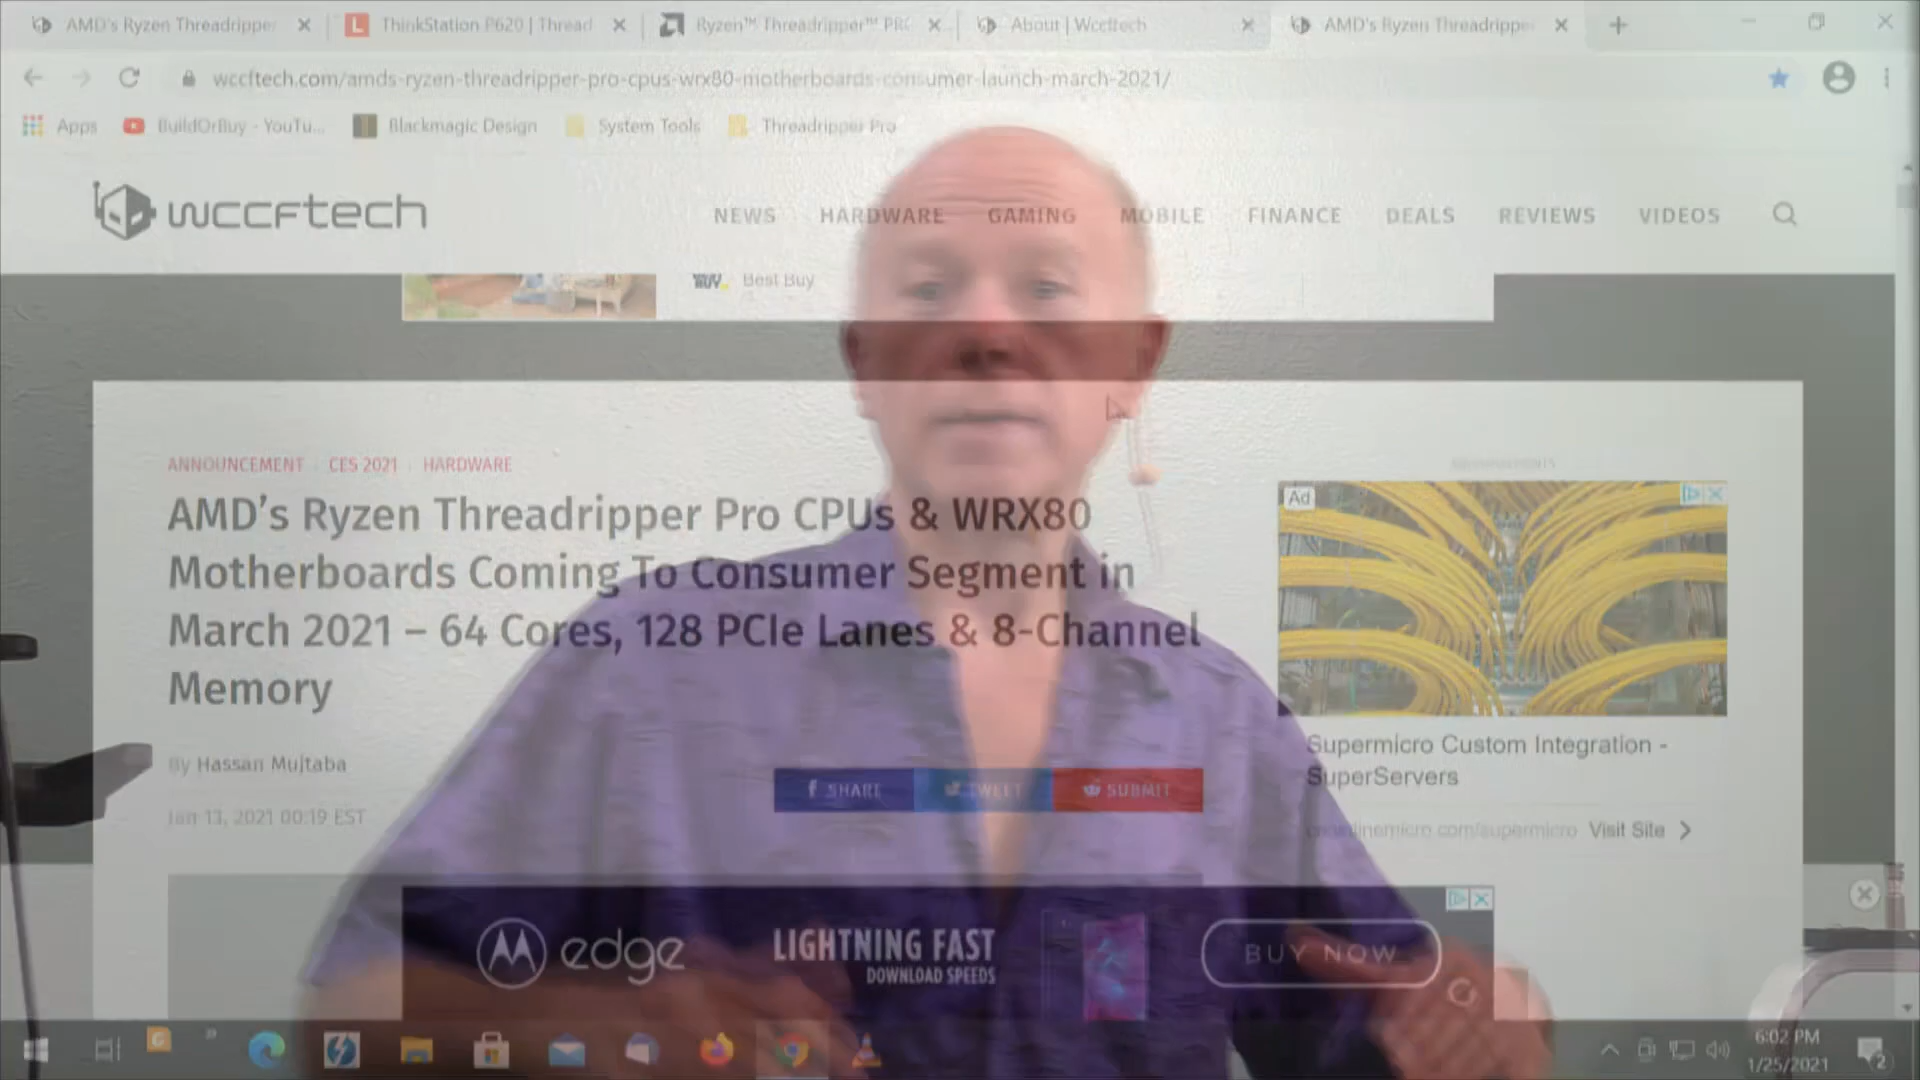 AMD's Ryzen Threadripper
ThinkStation P620 | Thread
Ryzen™ Threadripper™ PRO
About | Wccftech
AMD's Ryzen Threadripper
wccftech.com/amds-ryzen-threadripper-pro-cpus-wrx80-motherboards-consumer-launch-march-2021/
Apps
BuildOrBuy - YouTu...
Blackmagic Design
System Tools
Threadripper Pro
wccftech
NEWS
HARDWARE
GAMING
MOBILE
FINANCE
DEALS
REVIEWS
VIDEOS
Best Buy
ANNOUNCEMENT
CES 2021
HARDWARE
AMD's Ryzen Threadripper Pro CPUs & WRX80
Motherboards Coming To Consumer Segment in
March 2021 – 64 Cores, 128 PCIe Lanes & 8-Channel
Memory
By Hassan Mujtaba
Jan 13, 2021 00:19 EST
SHARE
TWEET
SUBMIT
Ad
Supermicro Custom Integration -
SuperServers
Visit Site
edge
LIGHTNING FAST
DOWNLOAD SPEEDS
BUY NOW
6:02 PM
1/25/2021
2